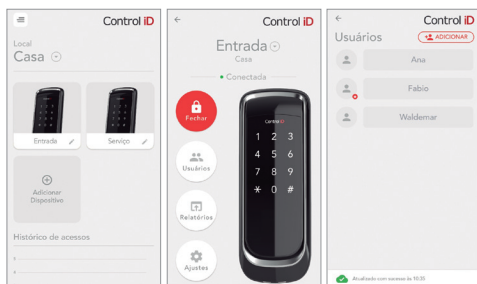 Control iD
Local
Casa
Entrada
Serviço
Adicionar
Dispositivo
Histórico de acessos
Control iD
Entrada
Casa
Conectada
Fechar
Usuários
Relatórios
Ajustes
Control iD
1 2 3
4 5 6
7 8 9
* 0 #
Control iD
Usuários
ADICIONAR
Ana
Fabio
Waldemar
Atualizado com sucesso às 10:35